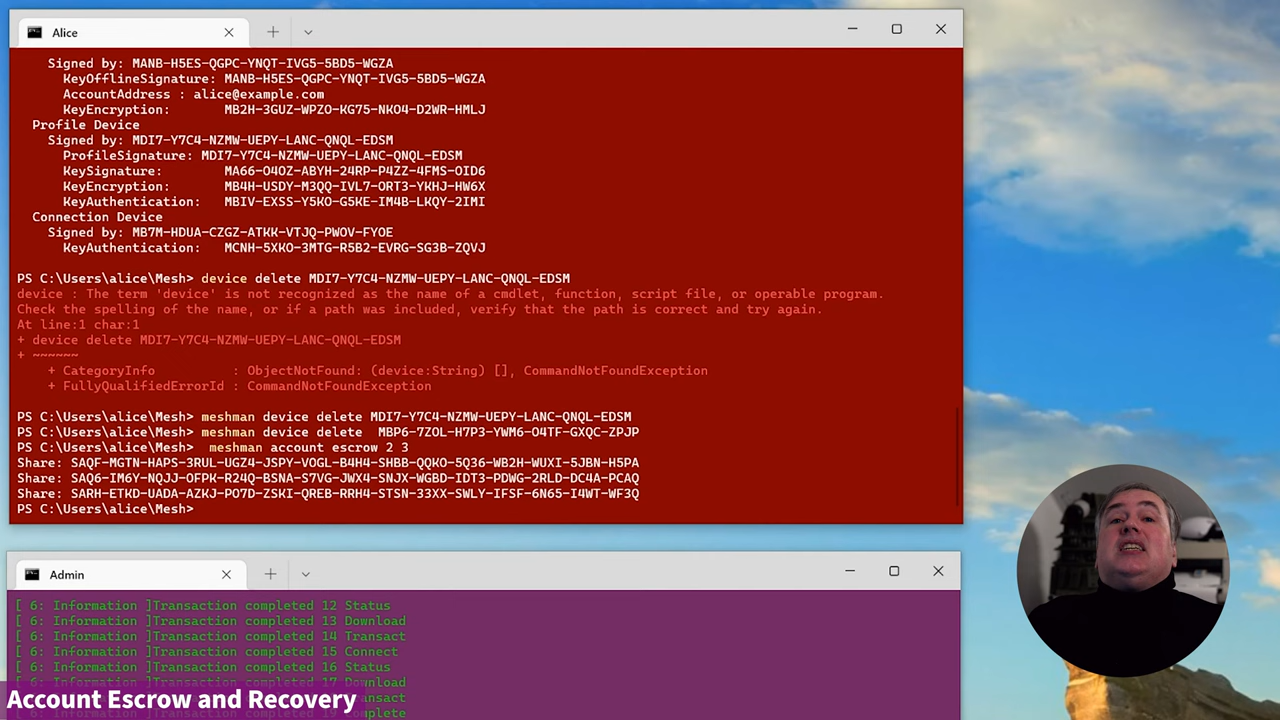 Alice
Signed by: MANB-H5ES-QGPC-YNQT-IVG5-5BD5-WGZA
KeyOfflineSignature: MANB-H5ES-QGPC-YNQT-IVG5-5BD5-WGZA
AccountAddress : alice@example.com
KeyEncryption: MB2H-3GUZ-WPZO-KG75-NKO4-D2WR-HMLJ
Profile Device
Signed by: MDI7-Y7C4-NZMW-UEPY-LANC-QNQL-EDSM
ProfileSignature: MDI7-Y7C4-NZMW-UEPY-LANC-QNQL-EDSM
KeySignature: MA66-O4OZ-ABYH-24RP-P4ZZ-4FMS-OID6
KeyEncryption: MB4H-USDY-M3QQ-IVL7-ORT3-YKHJ-HW6X
KeyAuthentication: MBIV-EXSS-Y5KO-G5KE-IM4B-LKQY-2IMI
Connection Device
Signed by: MB7M-HDUA-CZGZ-ATKK-VTJQ-PWOV-FYOE
KeyAuthentication: MCNH-5XKO-3MTG-R5B2-EVRG-SG3B-ZQVJ
PS C:\Users\alice\Mesh> device delete MDI7-Y7C4-NZMW-UEPY-LANC-QNQL-EDSM
device : The term 'device' is not recognized as the name of a cmdlet, function, script file, or operable program.
Check the spelling of the name, or if a path was included, verify that the path is correct and try again.
At line:1 char:1
+ device delete MDI7-Y7C4-NZMW-UEPY-LANC-QNQL-EDSM
+ ~~~~~~
+ CategoryInfo : ObjectNotFound: (device:String) [], CommandNotFoundException
+ FullyQualifiedErrorId : CommandNotFoundException
PS C:\Users\alice\Mesh> meshman device delete MDI7-Y7C4-NZMW-UEPY-LANC-QNQL-EDSM
PS C:\Users\alice\Mesh> meshman device delete MBP6-7ZOL-H7P3-YWM6-O4TF-GXQC-ZPJP
PS C:\Users\alice\Mesh> meshman account escrow 2 3
Share: SAQF-MGTN-HAPS-3RUL-UGZ4-JSPY-VOGL-B4H4-SHBB-QQKO-5Q36-WB2H-WUXI-5JBN-H5PA
Share: SAQ6-IM6Y-NQJJ-OFPK-R24Q-BSNA-S7VG-JWX4-SNJX-WGBD-IDT3-PDWG-2RLD-DC4A-PCAQ
Share: SARH-ETKD-UADA-AZKJ-PO7D-ZSKI-QREB-RRH4-STSN-33XX-SWLY-IFSF-6N65-I4WT-WF3Q
PS C:\Users\alice\Mesh>
Admin
[ 6: Information ]Transaction completed 12 Status
[ 6: Information ]Transaction completed 13 Download
[ 6: Information ]Transaction completed 14 Transact
[ 6: Information ]Transaction completed 15 Connect
[ 6: Information ]Transaction completed 16 Status
[ 6: Information ]Transaction completed 17 Download
Account Escrow and Recovery